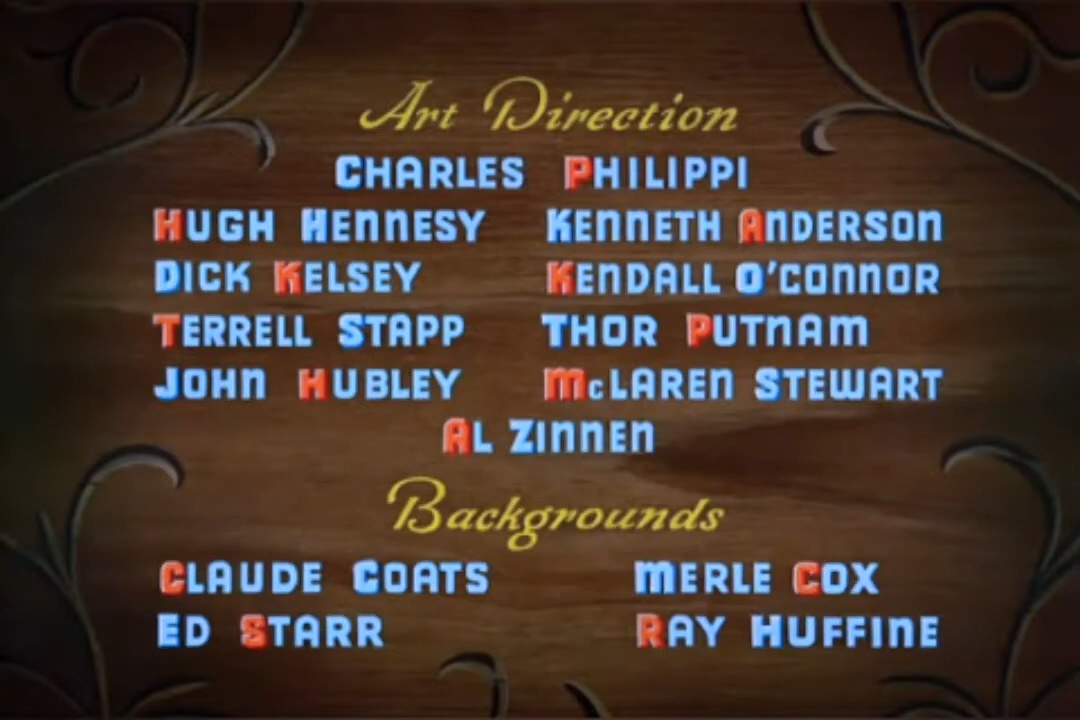 Art Direction
CHARLES PHILIPPI
HUGH HENNESY KENNETH ANDERSON
DICK KELSEY KENDALL O'CONNOR
TERRELL STAPP THOR PUTNAM
JOHN HUBLEY McLAREN STEWART
AL ZINNEN
Backgrounds
CLAUDE COATS MERLE COX
ED STARR RAY HUFFINE